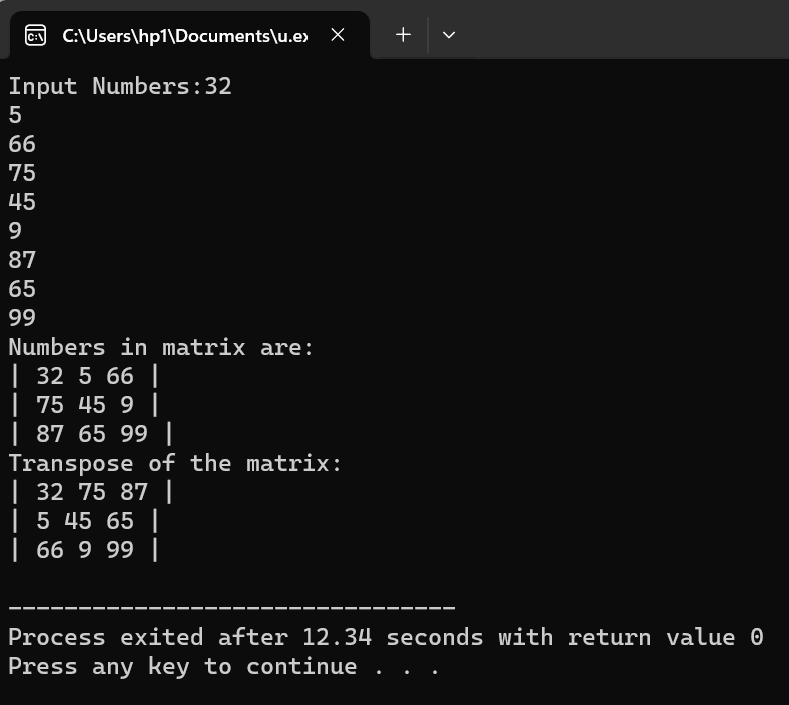 C:\Users\hp1\Documents\u.ex
Input Numbers:32
5
66
75
45
9
87
65
99
Numbers in matrix are:
| 32 5 66 |
| 75 45 9 |
| 87 65 99 |
Transpose of the matrix:
| 32 75 87 |
| 5 45 65 |
| 66 9 99 |
--------------------------------
Process exited after 12.34 seconds with return value 0
Press any key to continue . . .